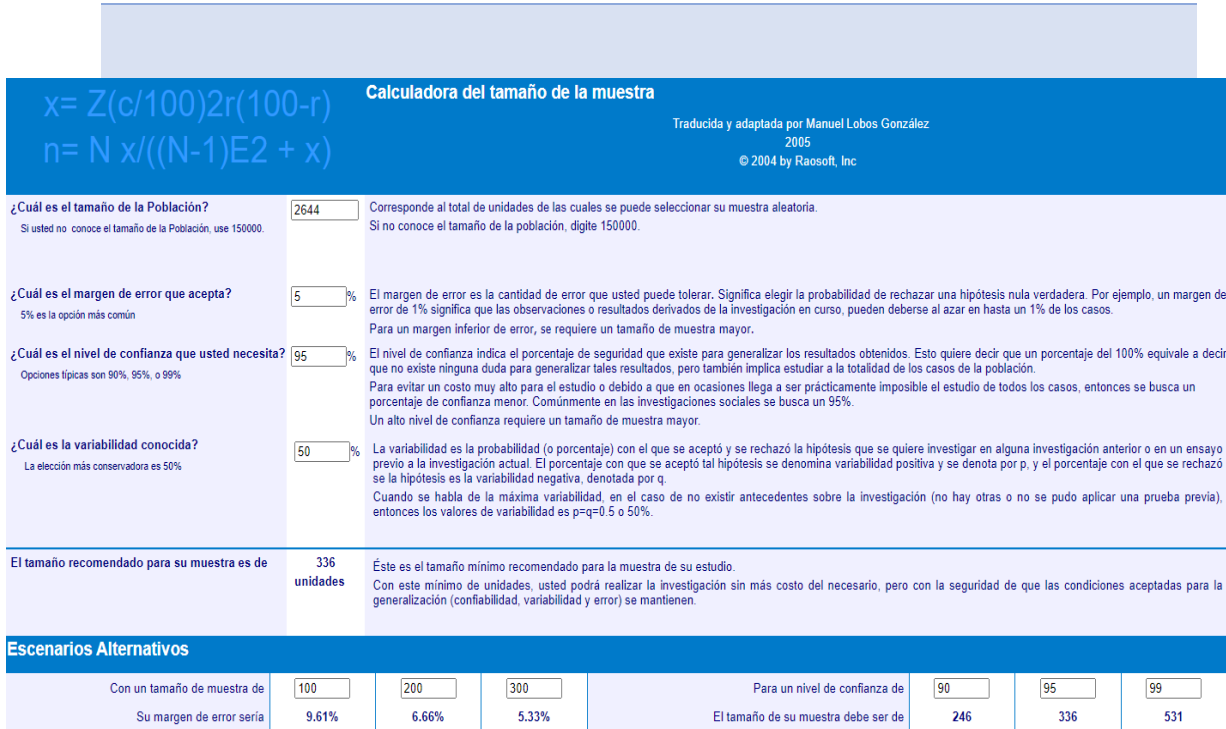 x= Z(c/100)2r(100-r)
n= N x/((N-1)E2 + x)
Calculadora del tamaño de la muestra
Traducida y adaptada por Manuel Lobos González
2005
© 2004 by Raosoft, Inc
¿Cuál es el tamaño de la Población?
Si usted no conoce el tamaño de la Población, use 150000.
2644
Corresponde al total de unidades de las cuales se puede seleccionar su muestra aleatoria.
Si no conoce el tamaño de la población, digite 150000.
¿Cuál es el margen de error que acepta?
5% es la opción más común
5 %
El margen de error es la cantidad de error que usted puede tolerar. Significa elegir la probabilidad de rechazar una hipótesis nula verdadera. Por ejemplo, un margen de
error de 1% significa que las observaciones o resultados derivados de la investigación en curso, pueden deberse al azar en hasta un 1% de los casos.
Para un margen inferior de error, se requiere un tamaño de muestra mayor.
¿Cuál es el nivel de confianza que usted necesita?
Opciones típicas son 90%, 95%, o 99%
95 %
El nivel de confianza indica el porcentaje de seguridad que existe para generalizar los resultados obtenidos. Esto quiere decir que un porcentaje del 100% equivale a decir
que no existe ninguna duda para generalizar tales resultados, pero también implica estudiar a la totalidad de los casos de la población.
Para evitar un costo muy alto para el estudio o debido a que en ocasiones llega a ser prácticamente imposible el estudio de todos los casos, entonces se busca un
porcentaje de confianza menor. Comúnmente en las investigaciones sociales se busca un 95%.
Un alto nivel de confianza requiere un tamaño de muestra mayor.
¿Cuál es la variabilidad conocida?
La elección más conservadora es 50%
50 %
La variabilidad es la probabilidad (o porcentaje) con el que se aceptó y se rechazó la hipótesis que se quiere investigar en alguna investigación anterior o en un ensayo
previo a la investigación actual. El porcentaje con que se aceptó tal hipótesis se denomina variabilidad positiva y se denota por p, y el porcentaje con el que se rechazó
se la hipótesis es la variabilidad negativa, denotada por q.
Cuando se habla de la máxima variabilidad, en el caso de no existir antecedentes sobre la investigación (no hay otras o no se pudo aplicar una prueba previa),
entonces los valores de variabilidad es p=q=0.5 o 50%.
El tamaño recomendado para su muestra es de
336
unidades
Éste es el tamaño mínimo recomendado para la muestra de su estudio.
Con este mínimo de unidades, usted podrá realizar la investigación sin más costo del necesario, pero con la seguridad de que las condiciones aceptadas para la
generalización (confiabilidad, variabilidad y error) se mantienen.
Escenarios Alternativos
Con un tamaño de muestra de 100 200 300 Para un nivel de confianza de 90 95 99
Su margen de error sería 9.61% 6.66% 5.33% El tamaño de su muestra debe ser de 246 336 531